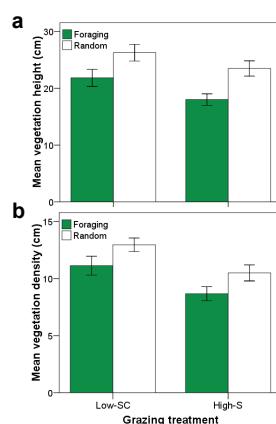 a
Mean vegetation height (cm)
30
20
10
0
Foraging
Random
b
Mean vegetation density (cm)
15
10
5
0
Foraging
Random
Low-SC
High-S
Grazing treatment